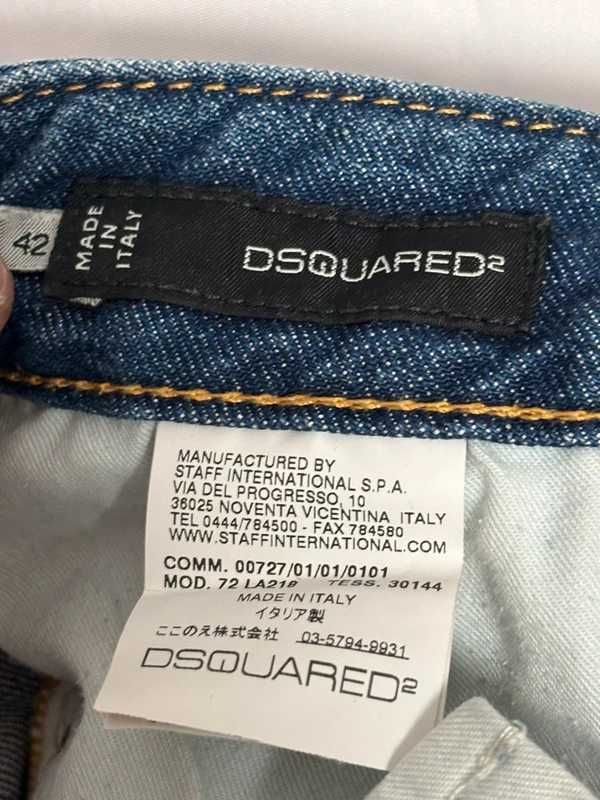 42
MADE
IN
ITALY
DSQUARED²
MANUFACTURED BY
STAFF INTERNATIONAL S.P.A.
VIA DEL PROGRESSO, 10
36025 NOVENTA VICENTINA ITALY
TEL 0444/784500 - FAX 784580
WWW.STAFFINTERNATIONAL.COM
COMM. 00727/01/01/0101
MOD. 72 LA218 TESS. 30144
MADE IN ITALY
イタリア製
ここのえ株式会社 03-5794-9931
DSQUARED²